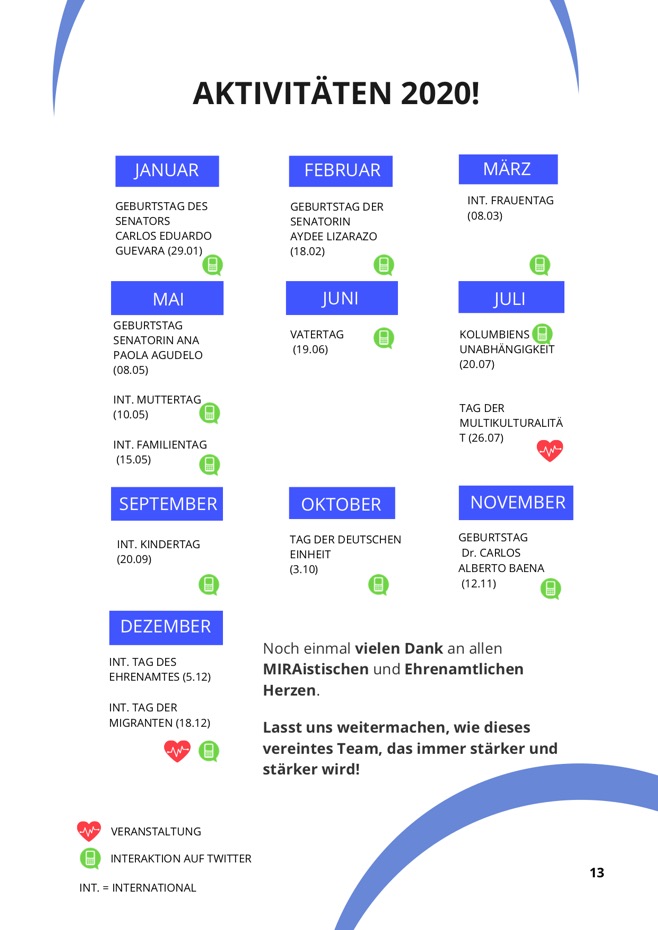 AKTIVITÄTEN 2020!
JANUAR
GEBURTSTAG DES
SENATORS
CARLOS EDUARDO
GUEVARA (29.01)
FEBRUAR
GEBURTSTAG DER
SENATORIN
AYDEE LIZARAZO
(18.02)
MÄRZ
INT. FRAUENTAG
(08.03)
MAI
GEBURTSTAG
SENATORIN ANA
PAOLA AGUDELO
(08.05)
INT. MUTTERTAG
(10.05)
INT. FAMILIENTAG
(15.05)
JUNI
VATERTAG
(19.06)
JULI
KOLUMBIENS
UNABHÄNGIGKEIT
(20.07)
TAG DER
MULTIKULTURALITÄ
T (26.07)
SEPTEMBER
INT. KINDERTAG
(20.09)
OKTOBER
TAG DER DEUTSCHEN
EINHEIT
(3.10)
NOVEMBER
GEBURTSTAG
Dr. CARLOS
ALBERTO BAENA
(12.11)
DEZEMBER
INT. TAG DES
EHRENAMTES (5.12)
INT. TAG DER
MIGRANTEN (18.12)
Noch einmal vielen Dank an allen
MIRAistischen und Ehrenamtlichen
Herzen.
Lasst uns weitermachen, wie dieses
vereintes Team, das immer stärker und
stärker wird!
VERANSTALTUNG
INTERAKTION AUF TWITTER
INT. = INTERNATIONAL
13